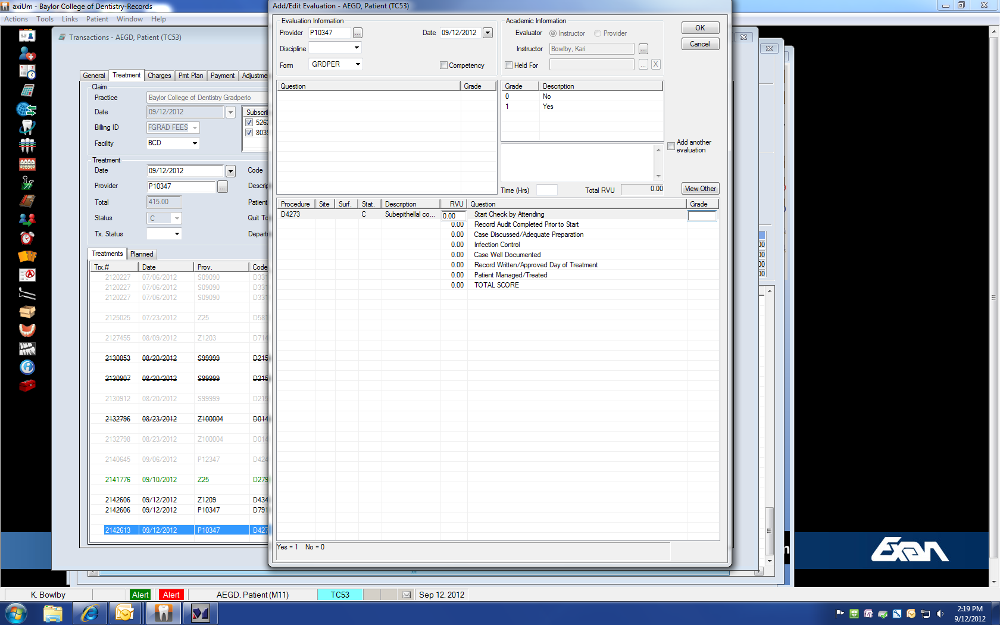 axiUm - Baylor College of Dentistry-Records
Actions Tools Links Patient Window Help
Transactions - AEGD, Patient (TC53)
General Treatment Charges Pmt Plan Payment Adjustme
Claim
Practice Baylor College of Dentistry Gradperio
Date 09/12/2012 Subscri
Billing ID FGRAD FEES 5262
8039
Facility BCD
Treatment
Date 09/12/2012 Code
Provider P10347 ... Descrip
Total 415.00 Patient
Status C Quit To
Tx. Status Depart
Treatments Planned
Trx.# Date Prov. Code
2120227 07/06/2012 S09090 D331
2120227 07/06/2012 S09090 D331
2120227 07/06/2012 S09090 D331
2125025 07/23/2012 Z25 D581
2127455 08/09/2012 Z1203 D714
2130853 08/20/2012 S99999 D215
2130907 08/20/2012 S99999 D215
2130912 08/20/2012 S99999 D215
2132796 08/23/2012 Z100004 D014
2132798 08/23/2012 Z100004 D014
2140645 09/06/2012 P12347 D424
2141776 09/10/2012 Z25 D279
2142606 09/12/2012 Z1209 D434
2142606 09/12/2012 P10347 D791
2142613 09/12/2012 P10347 D427
Add/Edit Evaluation - AEGD, Patient (TC53)
Evaluation Information
Provider P10347 ... Date 09/12/2012
Discipline
Form GRDPER Competency
Academic Information
Evaluator Instructor Provider
Instructor Bowlby, Kari ...
Held For ... X
OK
Cancel
Question Grade
Grade Description
0 No
1 Yes
Add another
evaluation
Time (Hrs) Total RVU 0.00 View Other
Procedure Site Surf. Stat. Description RVU Question Grade
D4273 C Subepithelial co... 0.00 Start Check by Attending
0.00 Record Audit Completed Prior to Start
0.00 Case Discussed/Adequate Preparation
0.00 Infection Control
0.00 Case Well Documented
0.00 Record Written/Approved Day of Treatment
0.00 Patient Managed/Treated
0.00 TOTAL SCORE
Yes = 1 No = 0
00
00
00
00
n
Exan
K. Bowlby Alert Alert AEGD, Patient (M11) TC53 Sep 12, 2012
2:19 PM
9/12/2012